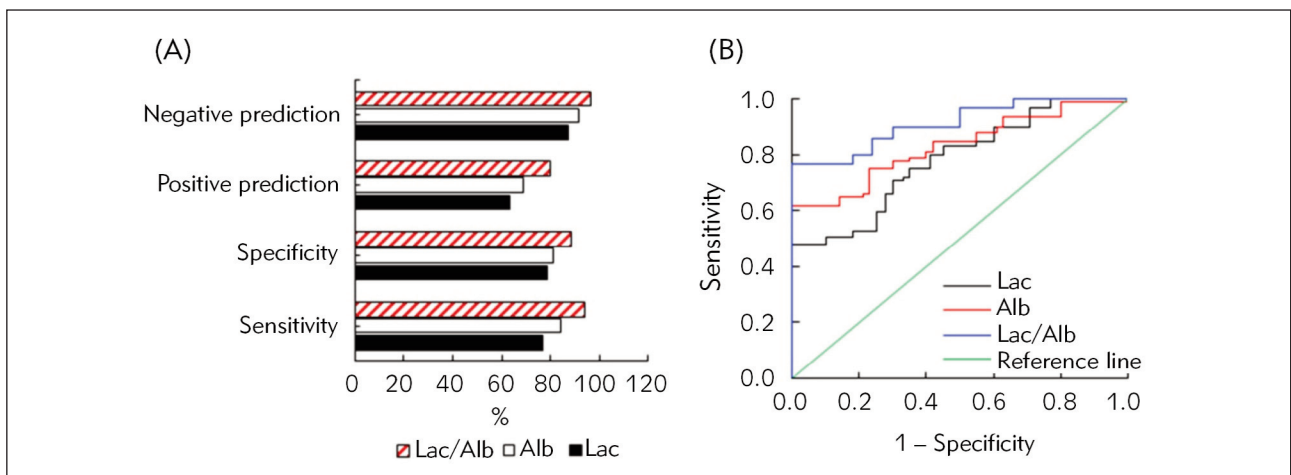 (A)
Negative prediction
Positive prediction
Specificity
Sensitivity
0 20 40 60 80 100 120
%
Lac/Alb Alb Lac
(B)
Sensitivity
1.0
0.8
0.6
0.4
0.2
0.0
Lac
Alb
Lac/Alb
Reference line
0.0 0.2 0.4 0.6 0.8 1.0
1 – Specificity